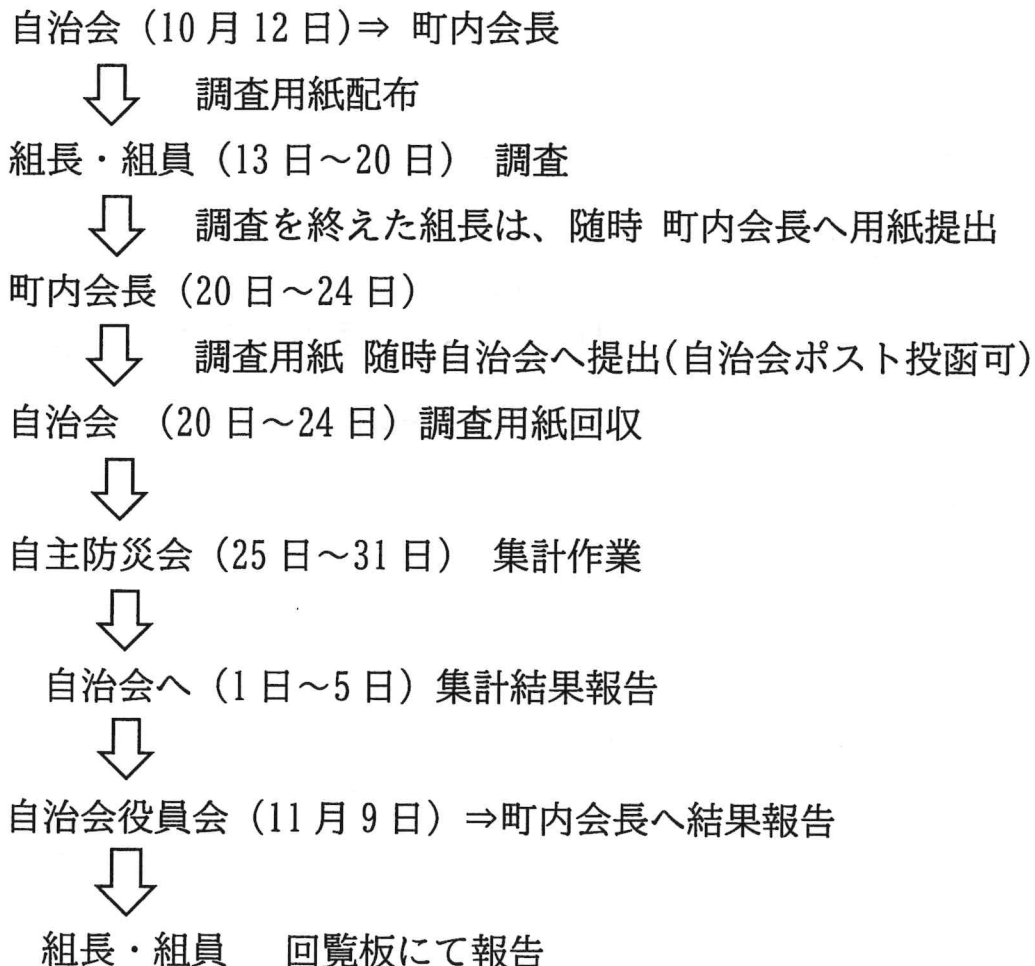 自治会（10月12日）⇒ 町内会長
調査用紙配布
組長・組員（13日～20日） 調査
調査を終えた組長は、随時 町内会長へ用紙提出
町内会長（20日～24日）
調査用紙 随時自治会へ提出(自治会ポスト投函可)
自治会 （20日～24日）調査用紙回収
自主防災会（25日～31日） 集計作業
自治会へ（1日～5日）集計結果報告
自治会役員会（11月9日）⇒町内会長へ結果報告
組長・組員 回覧板にて報告